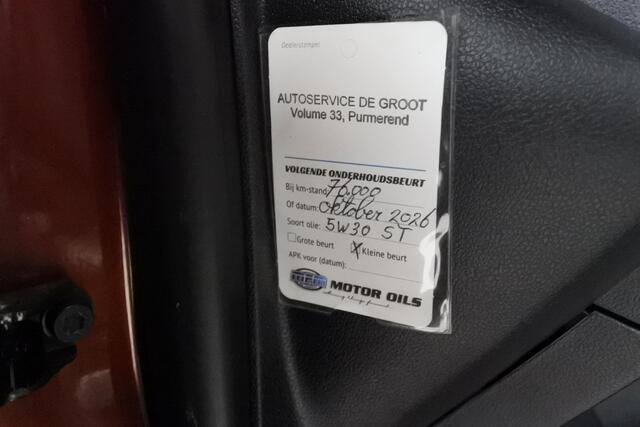 Dealerstempel
AUTOSERVICE DE GROOT
Volume 33, Purmerend
VOLGENDE ONDERHOUDSBEURT
Bij km-stand: 76.000
Of datum: Oktober 2026
Soort olie: 5W30 ST
Grote beurt Kleine beurt
APK voor (datum):
MOTOR OILS